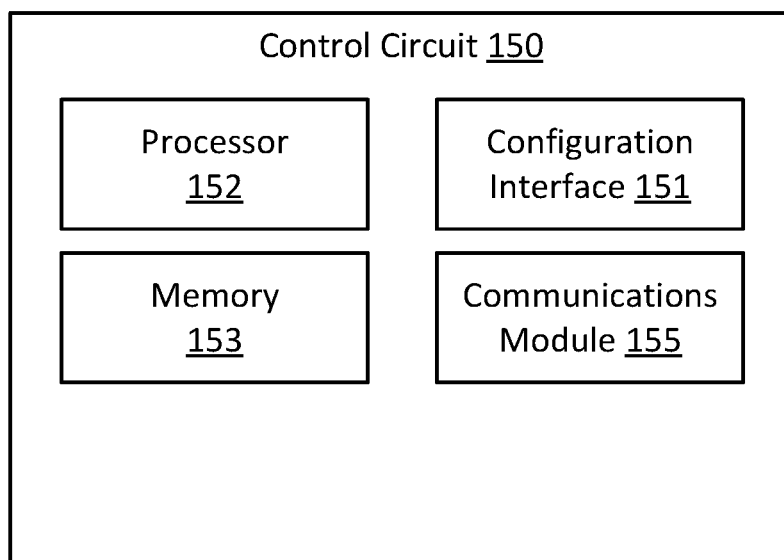 Control Circuit 150
Processor
152
Configuration
Interface 151
Memory
153
Communications
Module 155